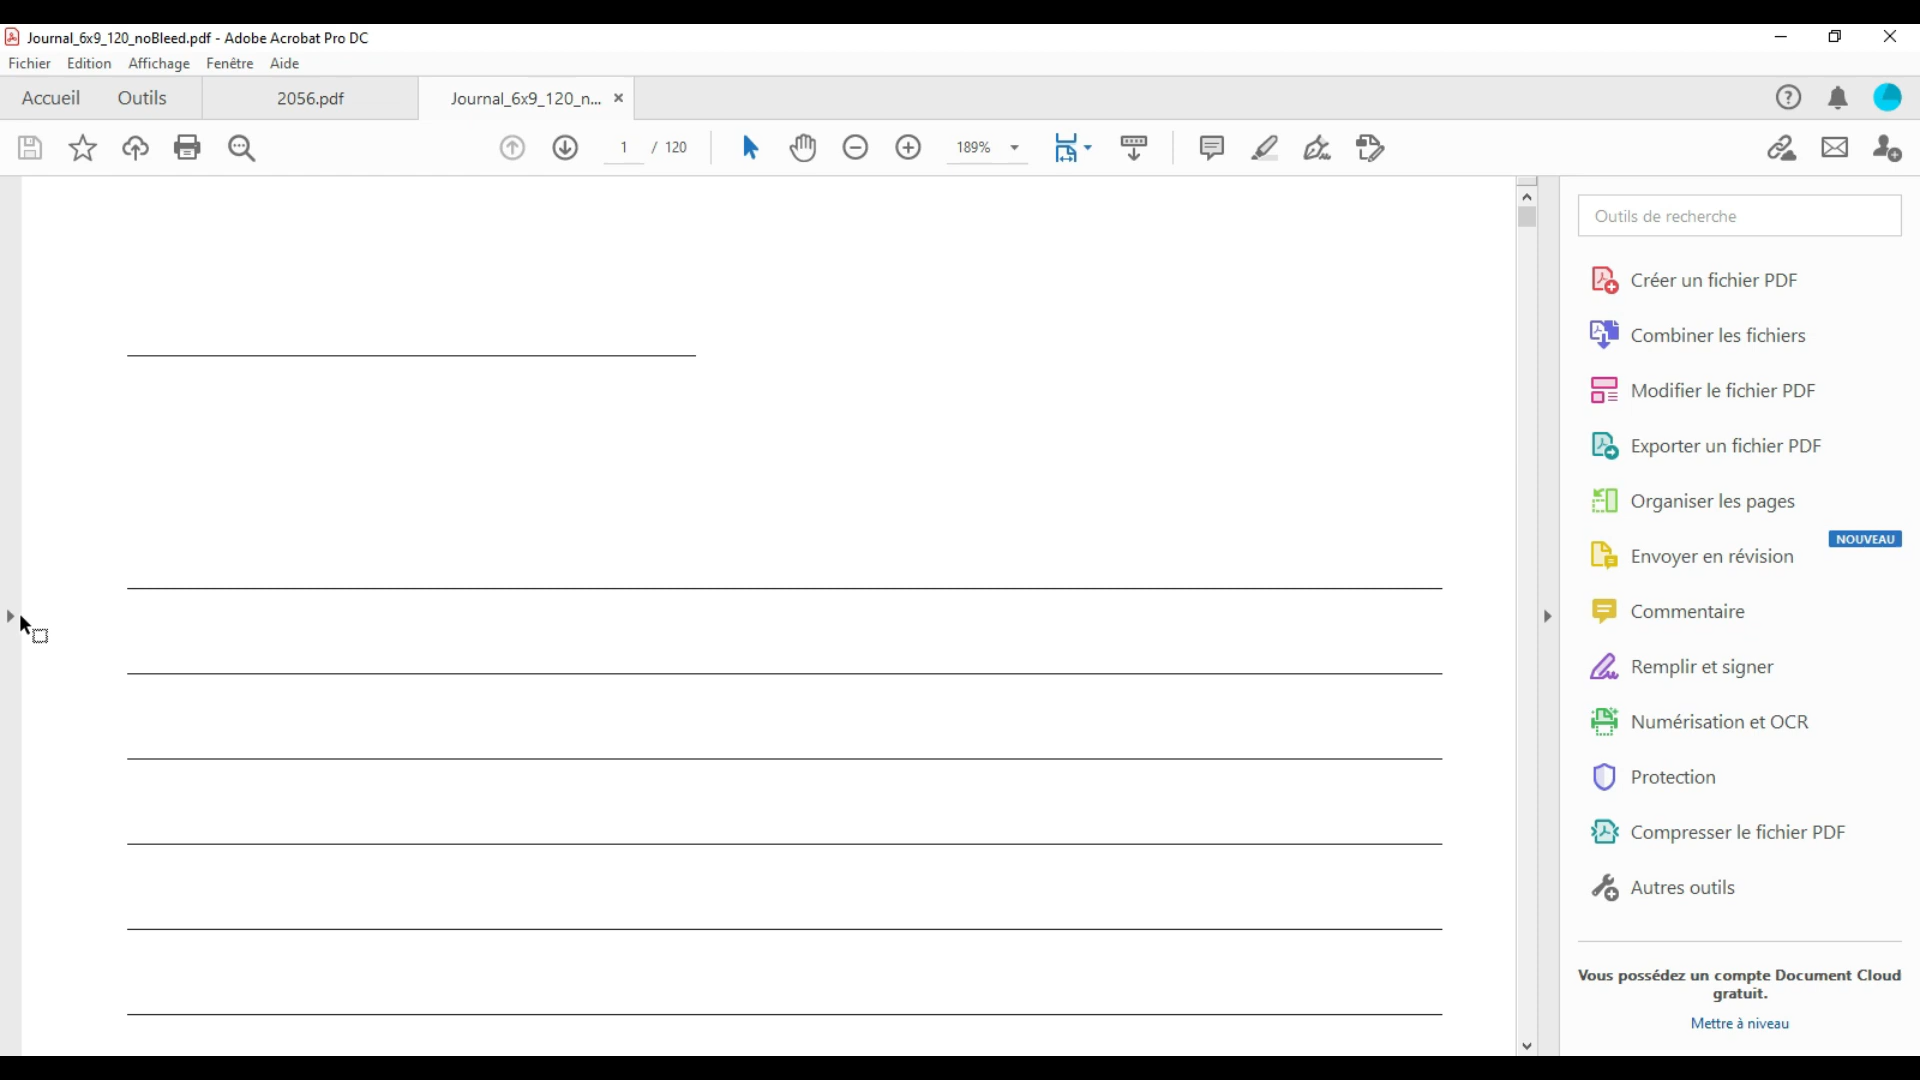 Journal_6x9_120_noBleed.pdf - Adobe Acrobat Pro DC
Fichier Edition Affichage Fenêtre Aide
Accueil Outils 2056.pdf Journal_6x9_120_n...
1 / 120 189%
Outils de recherche
Créer un fichier PDF
Combiner les fichiers
Modifier le fichier PDF
Exporter un fichier PDF
Organiser les pages
NOUVEAU
Envoyer en révision
Commentaire
Remplir et signer
Numérisation et OCR
Protection
Compresser le fichier PDF
Autres outils
Vous possédez un compte Document Cloud
gratuit.
Mettre à niveau